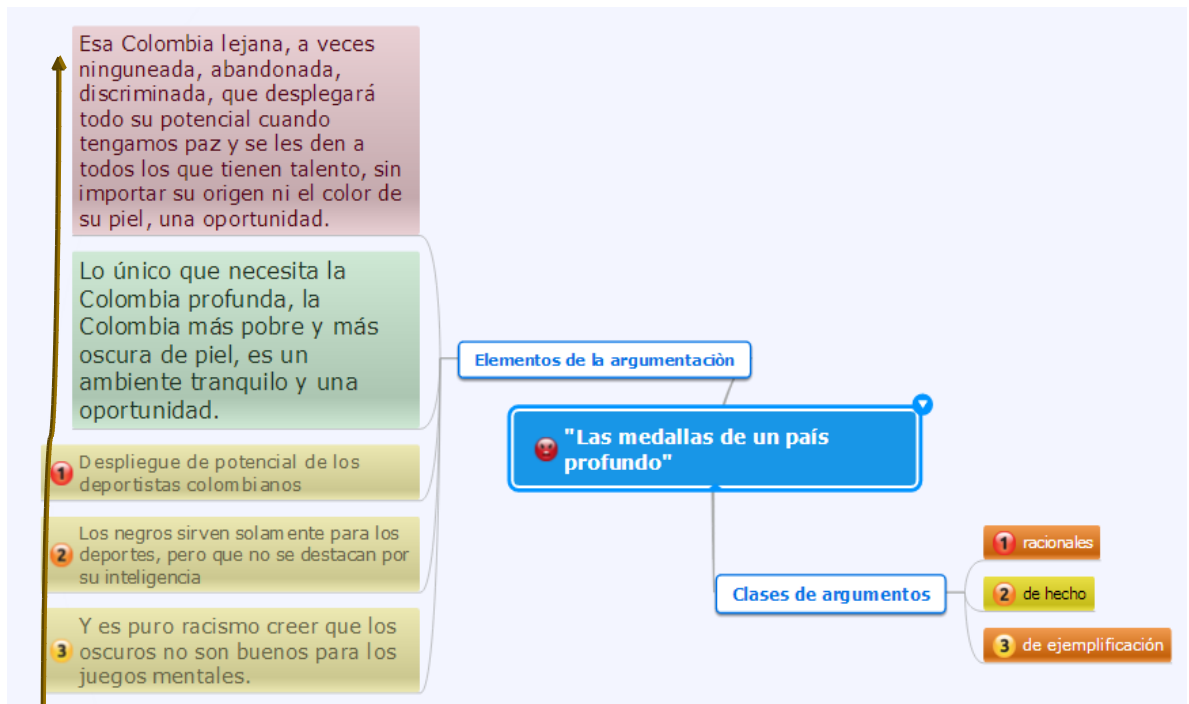 Esa Colombia lejana, a veces
ninguneada, abandonada,
discriminada, que desplegará
todo su potencial cuando
tengamos paz y se les den a
todos los que tienen talento, sin
importar su origen ni el color de
su piel, una oportunidad.
Lo único que necesita la
Colombia profunda, la
Colombia más pobre y más
oscura de piel, es un
ambiente tranquilo y una
oportunidad.
1 Despliegue de potencial de los
deportistas colombianos
2 Los negros sirven solamente para los
deportes, pero que no se destacan por
su inteligencia
3 Y es puro racismo creer que los
oscuros no son buenos para los
juegos mentales.
Elementos de la argumentaciòn
"Las medallas de un país
profundo"
Clases de argumentos
1 racionales
2 de hecho
3 de ejemplificación